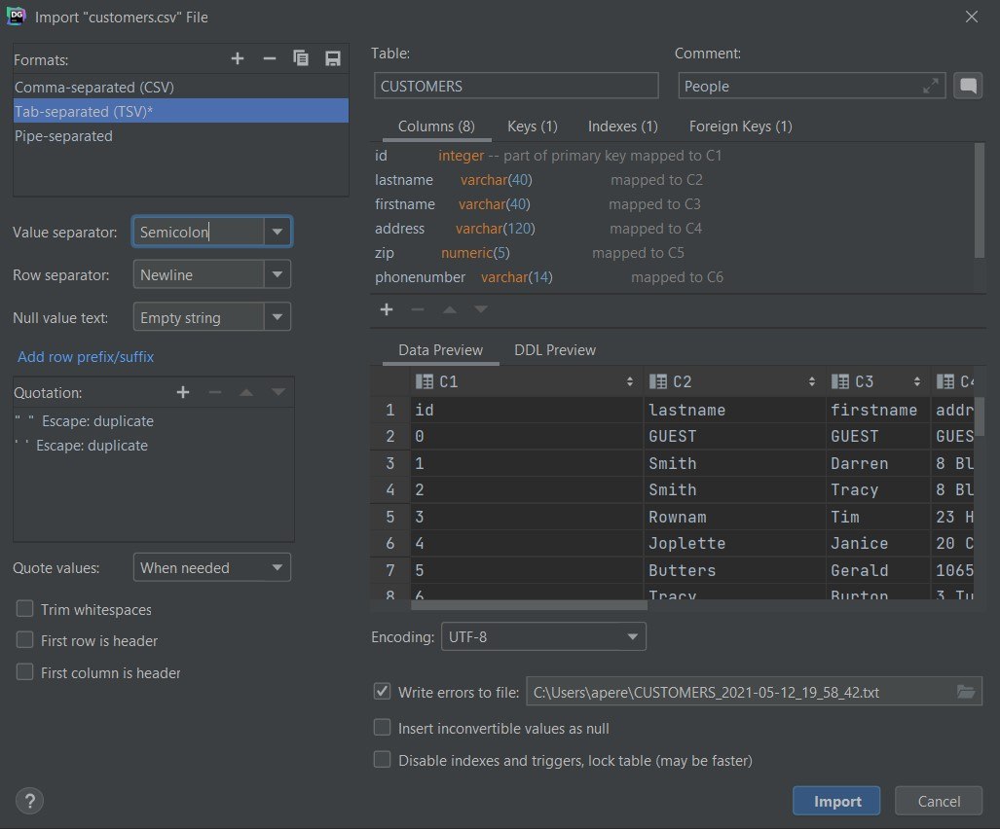 DG Import "customers.csv" File
Formats:
Comma-separated (CSV)
Tab-separated (TSV)*
Pipe-separated
Value separator: Semicolon
Row separator: Newline
Null value text: Empty string
Add row prefix/suffix
Quotation:
" " Escape: duplicate
' ' Escape: duplicate
Quote values: When needed
Trim whitespaces
First row is header
First column is header
?
Table: Comment:
CUSTOMERS People
Columns (8) Keys (1) Indexes (1) Foreign Keys (1)
id integer -- part of primary key mapped to C1
lastname varchar(40) mapped to C2
firstname varchar(40) mapped to C3
address varchar(120) mapped to C4
zip numeric(5) mapped to C5
phonenumber varchar(14) mapped to C6
Data Preview DDL Preview
C1 C2 C3 C4
1 id lastname firstname addr
2 0 GUEST GUEST GUES
3 1 Smith Darren 8 Bl
4 2 Smith Tracy 8 Bl
5 3 Rownam Tim 23 H
6 4 Joplette Janice 20 C
7 5 Butters Gerald 1065
8 6 Tracy Burton 3 Tu
Encoding: UTF-8
Write errors to file: C:\Users\apere\CUSTOMERS_2021-05-12_19_58_42.txt
Insert inconvertible values as null
Disable indexes and triggers, lock table (may be faster)
Import Cancel